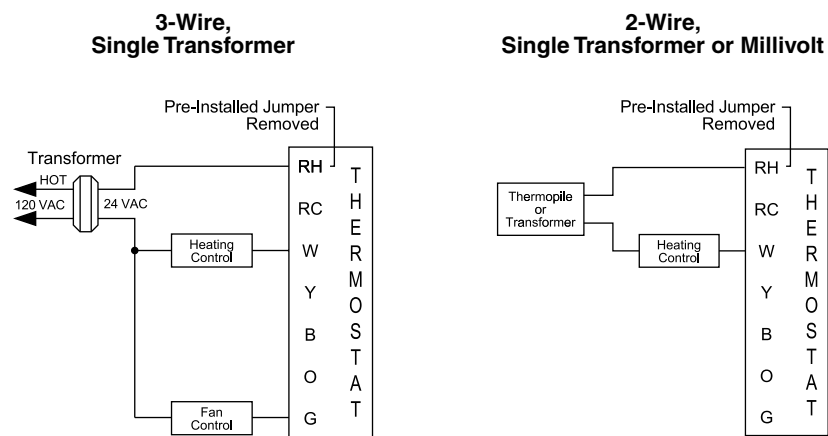 3-Wire,
Single Transformer
Pre-Installed Jumper
Removed
Transformer
HOT
120 VAC
24 VAC
RH
RC
W
Y
B
O
G
THERMOSTAT
Heating
Control
Fan
Control
2-Wire,
Single Transformer or Millivolt
Pre-Installed Jumper
Removed
Thermopile
or
Transformer
Heating
Control
RH
RC
W
Y
B
O
G
THERMOSTAT